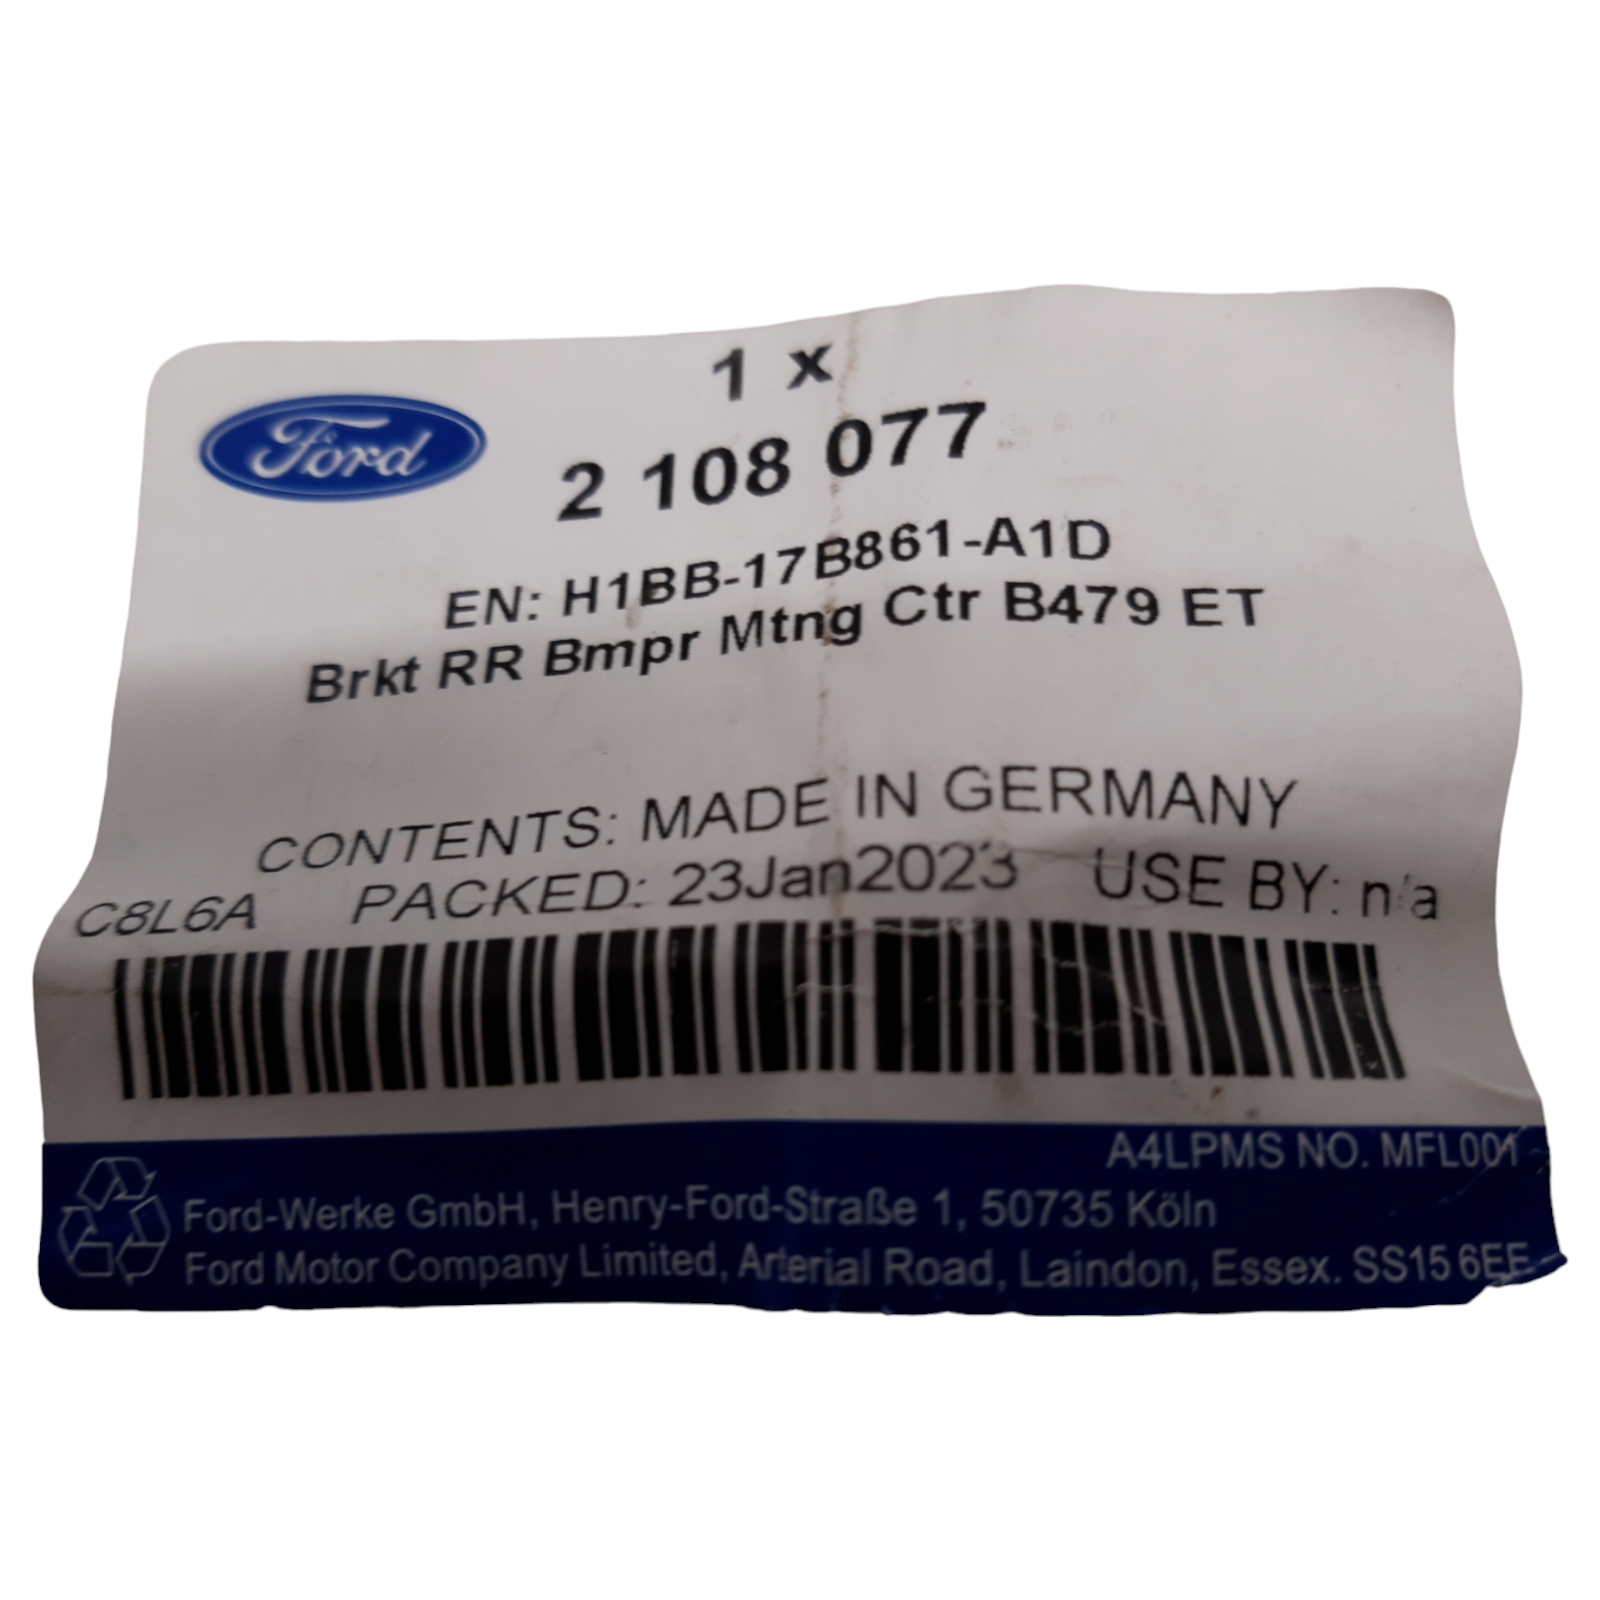 1 x
Ford
2 108 077
EN: H1BB-17B861-A1D
Brkt RR Bmpr Mtng Ctr B479 ET
CONTENTS: MADE IN GERMANY
C8L6A PACKED: 23Jan2023 USE BY: n/a
A4LPMS NO. MFL001
Ford-Werke GmbH, Henry-Ford-Straße 1, 50735 Köln
Ford Motor Company Limited, Arterial Road, Laindon, Essex. SS15 6EE